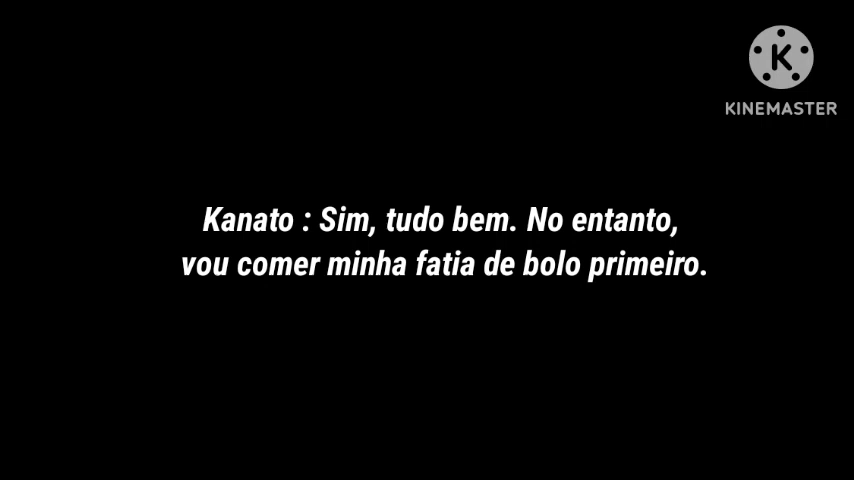 KINEMASTER
Kanato : Sim, tudo bem. No entanto,
vou comer minha fatia de bolo primeiro.